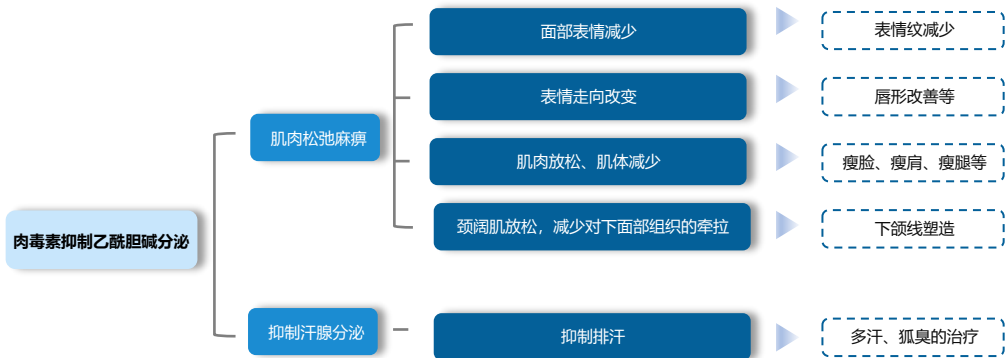 面部表情减少
表情纹减少
表情走向改变
唇形改善等
肌肉松弛麻痹
肌肉放松、肌体减少
瘦脸、瘦肩、瘦腿等
颈阔肌放松，减少对下面部组织的牵拉
下颌线塑造
肉毒素抑制乙酰胆碱分泌
抑制汗腺分泌
抑制排汗
多汗、狐臭的治疗